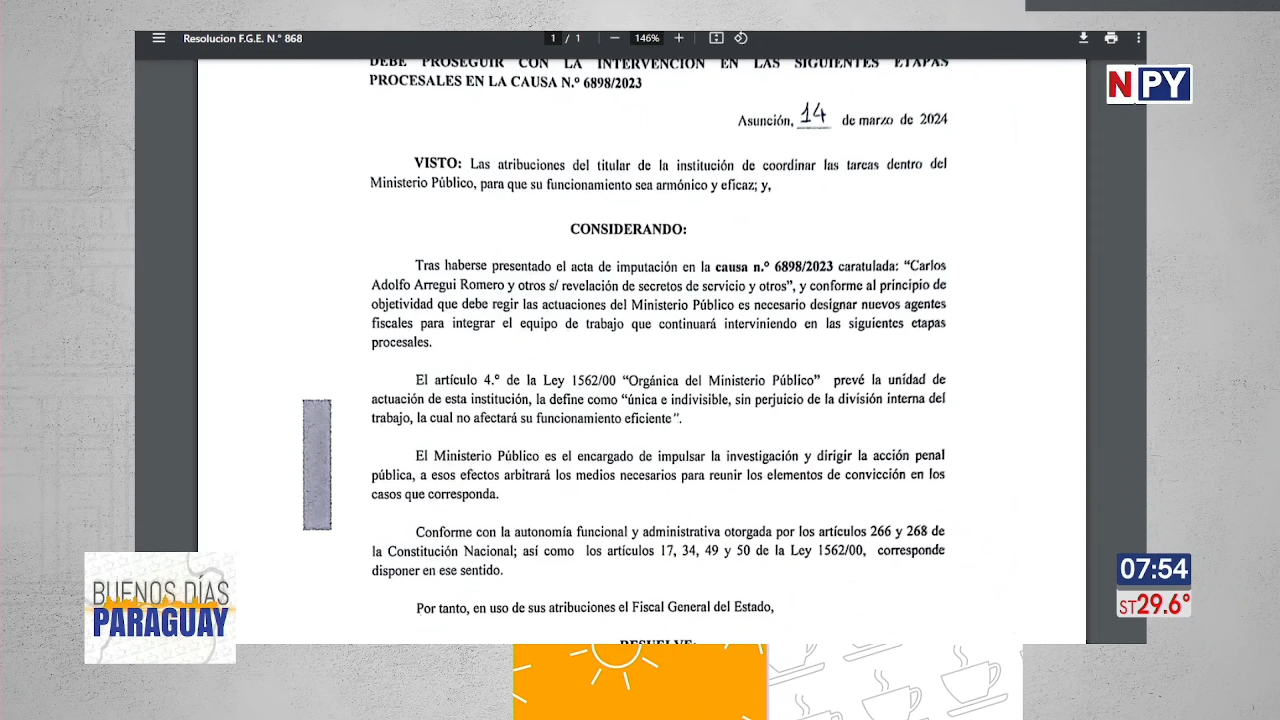 Resolucion F.G.E. N.° 868
1 / 1
146%
DEBE PROSEGUIR CON LA INTERVENCIÓN EN LAS SIGUIENTES ETAPAS
PROCESALES EN LA CAUSA N.º 6898/2023
Asunción, 14 de marzo de 2024
VISTO: Las atribuciones del titular de la institución de coordinar las tareas dentro del
Ministerio Público, para que su funcionamiento sea armónico y eficaz; y,
CONSIDERANDO:
Tras haberse presentado el acta de imputación en la causa n.º 6898/2023 caratulada: “Carlos
Adolfo Arregui Romero y otros s/ revelación de secretos de servicio y otros”, y conforme al principio de
objetividad que debe regir las actuaciones del Ministerio Público es necesario designar nuevos agentes
fiscales para integrar el equipo de trabajo que continuará interviniendo en las siguientes etapas
procesales.
El artículo 4.º de la Ley 1562/00 “Orgánica del Ministerio Público” prevé la unidad de
actuación de esta institución, la define como “única e indivisible, sin perjuicio de la división interna del
trabajo, la cual no afectará su funcionamiento eficiente”.
El Ministerio Público es el encargado de impulsar la investigación y dirigir la acción penal
pública, a esos efectos arbitrará los medios necesarios para reunir los elementos de convicción en los
casos que corresponda.
Conforme con la autonomía funcional y administrativa otorgada por los artículos 266 y 268 de
la Constitución Nacional; así como los artículos 17, 34, 49 y 50 de la Ley 1562/00, corresponde
disponer en ese sentido.
Por tanto, en uso de sus atribuciones el Fiscal General del Estado,
RESUELVE:
NPY
BUENOS DÍAS
PARAGUAY
07:54
ST 29.6°